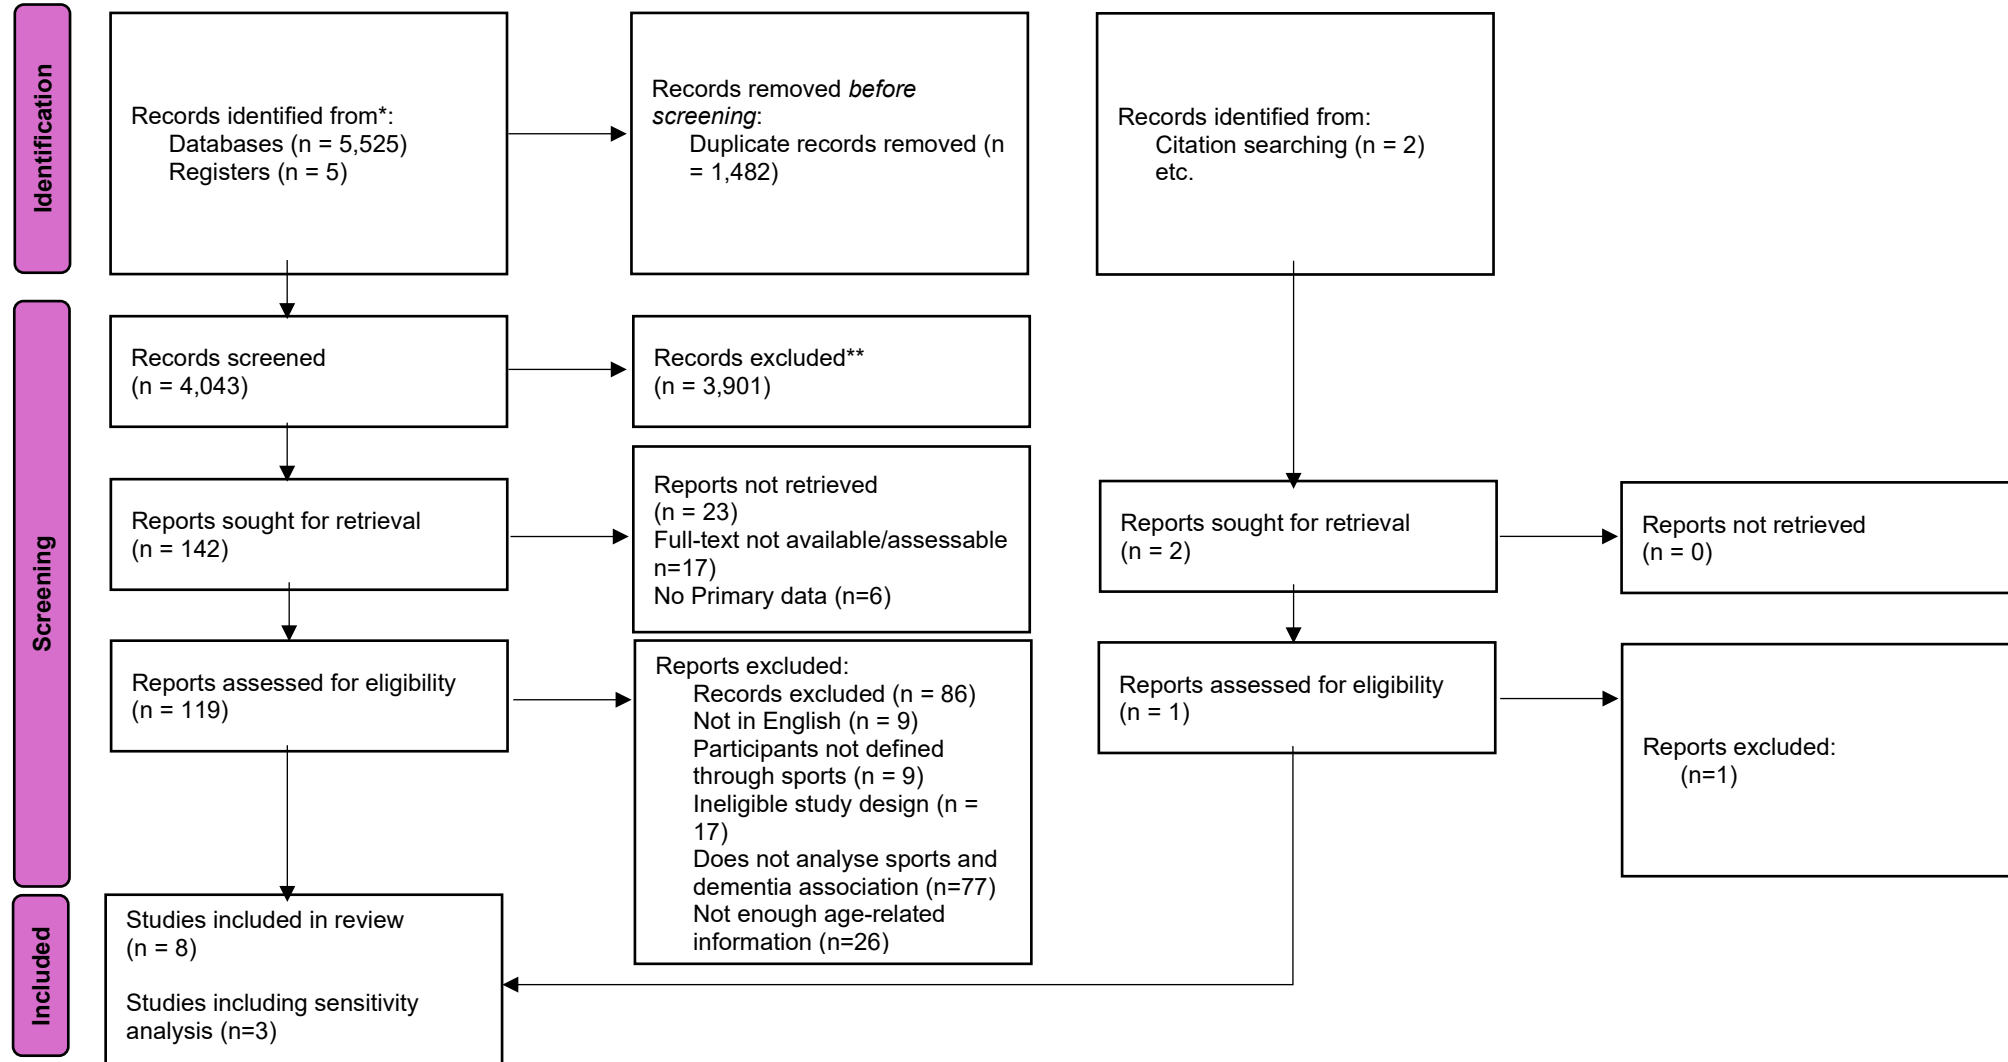 Identification
Records identified from*:
Databases (n = 5,525)
Registers (n = 5)
Records removed before
screening:
Duplicate records removed (n
= 1,482)
Records identified from:
Citation searching (n = 2)
etc.
Screening
Records screened
(n = 4,043)
Records excluded**
(n = 3,901)
Reports sought for retrieval
(n = 142)
Reports not retrieved
(n = 23)
Full-text not available/assessable
n=17)
No Primary data (n=6)
Reports sought for retrieval
(n = 2)
Reports not retrieved
(n = 0)
Reports assessed for eligibility
(n = 119)
Reports excluded:
Records excluded (n = 86)
Not in English (n = 9)
Participants not defined
through sports (n = 9)
Ineligible study design (n =
17)
Does not analyse sports and
dementia association (n=77)
Not enough age-related
information (n=26)
Reports assessed for eligibility
(n = 1)
Reports excluded:
(n=1)
Included
Studies included in review
(n = 8)
Studies including sensitivity
analysis (n=3)